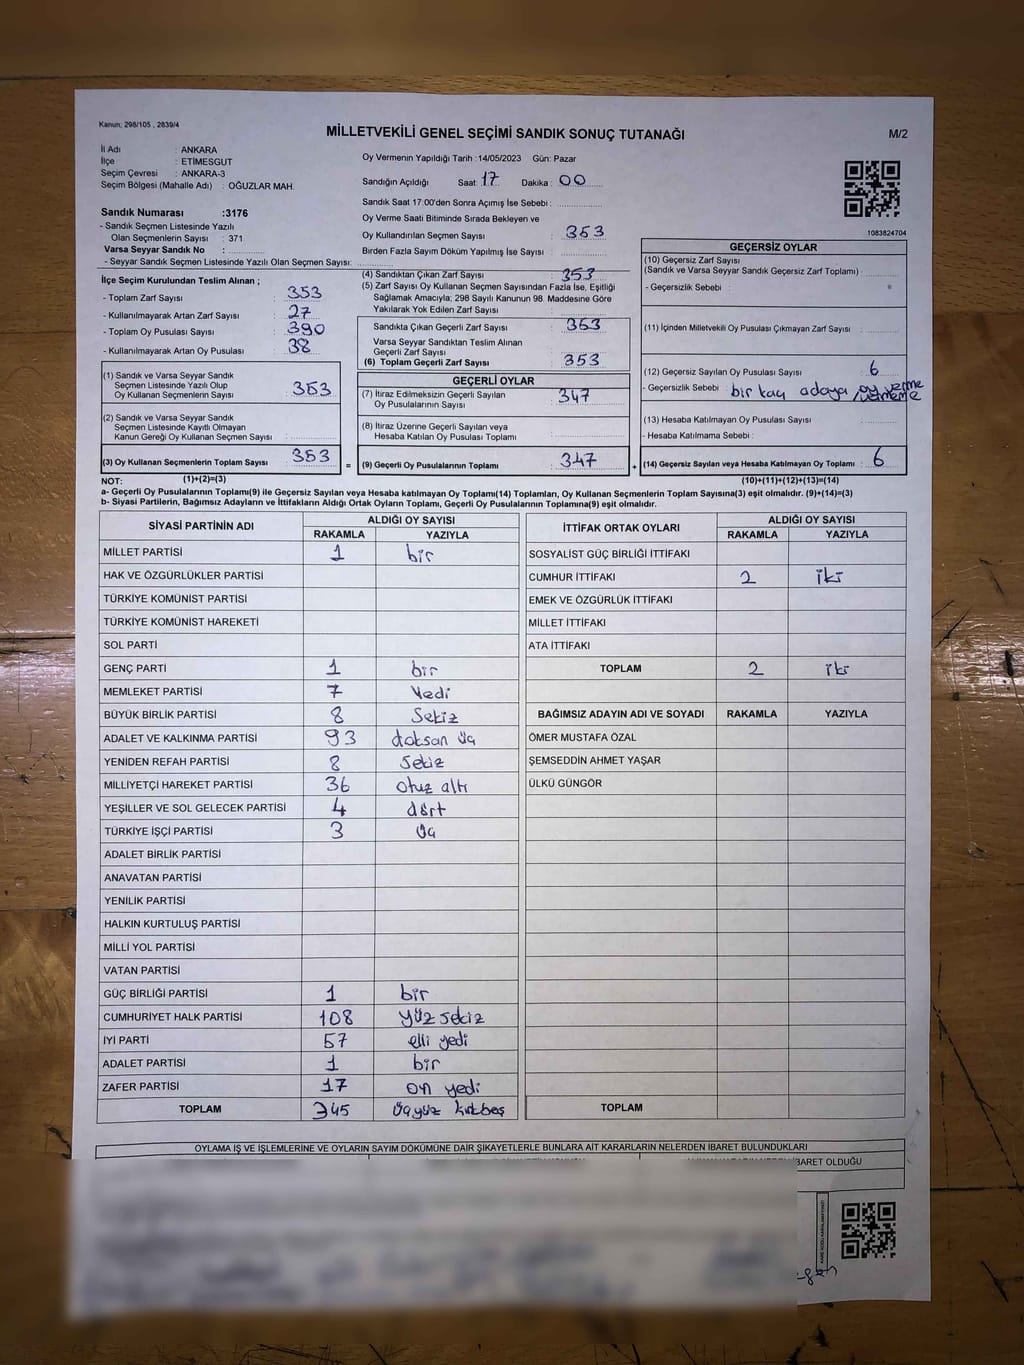 Kanun; 298/105 , 2839/4
MİLLETVEKİLİ GENEL SEÇİMİ SANDIK SONUÇ TUTANAĞI
M/2
İl Adı : ANKARA
İlçe : ETİMESGUT
Seçim Çevresi : ANKARA-3
Seçim Bölgesi (Mahalle Adı) : OĞUZLAR MAH.
Sandık Numarası :3176
- Sandık Seçmen Listesinde Yazılı
Olan Seçmenlerin Sayısı : 371
Varsa Seyyar Sandık No :
- Seyyar Sandık Seçmen Listesinde Yazılı Olan Seçmen Sayısı:
Oy Vermenin Yapıldığı Tarih :14/05/2023 Gün: Pazar
Sandığın Açıldığı Saat: 17 Dakika : 00
Sandık Saat 17:00'den Sonra Açımış İse Sebebi :
Oy Verme Saati Bitiminde Sırada Bekleyen ve
Oy Kullandırılan Seçmen Sayısı : 353
Birden Fazla Sayım Döküm Yapılmış İse Sayısı :
1083824704
İlçe Seçim Kurulundan Teslim Alınan ;
- Toplam Zarf Sayısı : 353
- Kullanılmayarak Artan Zarf Sayısı : 27
- Toplam Oy Pusulası Sayısı : 390
- Kullanılmayarak Artan Oy Pusulası : 38
(1) Sandık ve Varsa Seyyar Sandık
Seçmen Listesinde Yazılı Olup
Oy Kullanan Seçmenlerin Sayısı : 353
(2) Sandık ve Varsa Seyyar Sandık
Seçmen Listesinde Kayıtlı Olmayan
Kanun Gereği Oy Kullanan Seçmen Sayısı :
(3) Oy Kullanan Seçmenlerin Toplam Sayısı : 353
(1)+(2)=(3)
(4) Sandıktan Çıkan Zarf Sayısı : 353
(5) Zarf Sayısı Oy Kullanan Seçmen Sayısından Fazla İse, Eşitliği
Sağlamak Amacıyla; 298 Sayılı Kanunun 98. Maddesine Göre
Yakılarak Yok Edilen Zarf Sayısı :
Sandıkta Çıkan Geçerli Zarf Sayısı : 353
Varsa Seyyar Sandıktan Teslim Alınan
Geçerli Zarf Sayısı :
(6) Toplam Geçerli Zarf Sayısı : 353
GEÇERLİ OYLAR
(7) İtiraz Edilmeksizin Geçerli Sayılan
Oy Pusulalarının Sayısı : 347
(8) İtiraz Üzerine Geçerli Sayılan veya
Hesaba Katılan Oy Pusulası Toplamı :
= (9) Geçerli Oy Pusulalarının Toplamı : 347 +
GEÇERSİZ OYLAR
(10) Geçersiz Zarf Sayısı
(Sandık ve Varsa Seyyar Sandık Geçersiz Zarf Toplamı) :
- Geçersizlik Sebebi :
(11) İçinden Milletvekili Oy Pusulası Çıkmayan Zarf Sayısı :
(12) Geçersiz Sayılan Oy Pusulası Sayısı : 6
- Geçersizlik Sebebi : bir kaç adaya oy verme
(13) Hesaba Katılmayan Oy Pusulası Sayısı :
- Hesaba Katılmama Sebebi :
(14) Geçersiz Sayılan veya Hesaba Katılmayan Oy Toplamı : 6
(10)+(11)+(12)+(13)=(14)
NOT:
a- Geçerli Oy Pusulalarının Toplamı(9) ile Geçersiz Sayılan veya Hesaba katılmayan Oy Toplamı(14) Toplamları, Oy Kullanan Seçmenlerin Toplam Sayısına(3) eşit olmalıdır. (9)+(14)=(3)
b- Siyasi Partilerin, Bağımsız Adayların ve İttifakların Aldığı Ortak Oyların Toplamı, Geçerli Oy Pusulalarının Toplamına(9) eşit olmalıdır.
SİYASİ PARTİNİN ADI ALDIĞI OY SAYISI
RAKAMLA YAZIYLA
MİLLET PARTİSİ 1 bir
HAK VE ÖZGÜRLÜKLER PARTİSİ
TÜRKİYE KOMÜNİST PARTİSİ
TÜRKİYE KOMÜNİST HAREKETİ
SOL PARTİ
GENÇ PARTİ 1 bir
MEMLEKET PARTİSİ 7 Yedi
BÜYÜK BİRLİK PARTİSİ 8 Sekiz
ADALET VE KALKINMA PARTİSİ 93 doksan üç
YENİDEN REFAH PARTİSİ 8 sekiz
MİLLİYETÇİ HAREKET PARTİSİ 36 otuz altı
YEŞİLLER VE SOL GELECEK PARTİSİ 4 dört
TÜRKİYE İŞÇİ PARTİSİ 3 üç
ADALET BİRLİK PARTİSİ
ANAVATAN PARTİSİ
YENİLİK PARTİSİ
HALKIN KURTULUŞ PARTİSİ
MİLLİ YOL PARTİSİ
VATAN PARTİSİ
GÜÇ BİRLİĞİ PARTİSİ 1 bir
CUMHURİYET HALK PARTİSİ 108 yüz sekiz
İYİ PARTİ 57 elli yedi
ADALET PARTİSİ 1 bir
ZAFER PARTİSİ 17 on yedi
TOPLAM 345 üçyüz kırkbeş
İTTİFAK ORTAK OYLARI ALDIĞI OY SAYISI
RAKAMLA YAZIYLA
SOSYALİST GÜÇ BİRLİĞİ İTTİFAKI
CUMHUR İTTİFAKI 2 iki
EMEK VE ÖZGÜRLÜK İTTİFAKI
MİLLET İTTİFAKI
ATA İTTİFAKI
TOPLAM 2 iki
BAĞIMSIZ ADAYIN ADI VE SOYADI RAKAMLA YAZIYLA
ÖMER MUSTAFA ÖZAL
ŞEMSEDDİN AHMET YAŞAR
ÜLKÜ GÜNGÖR
TOPLAM
OYLAMA İŞ VE İŞLEMLERİNE VE OYLARIN SAYIM DÖKÜMÜNE DAİR ŞİKAYETLERLE BUNLARA AİT KARARLARIN NELERDEN İBARET BULUNDUKLARI
İBARET OLDUĞU